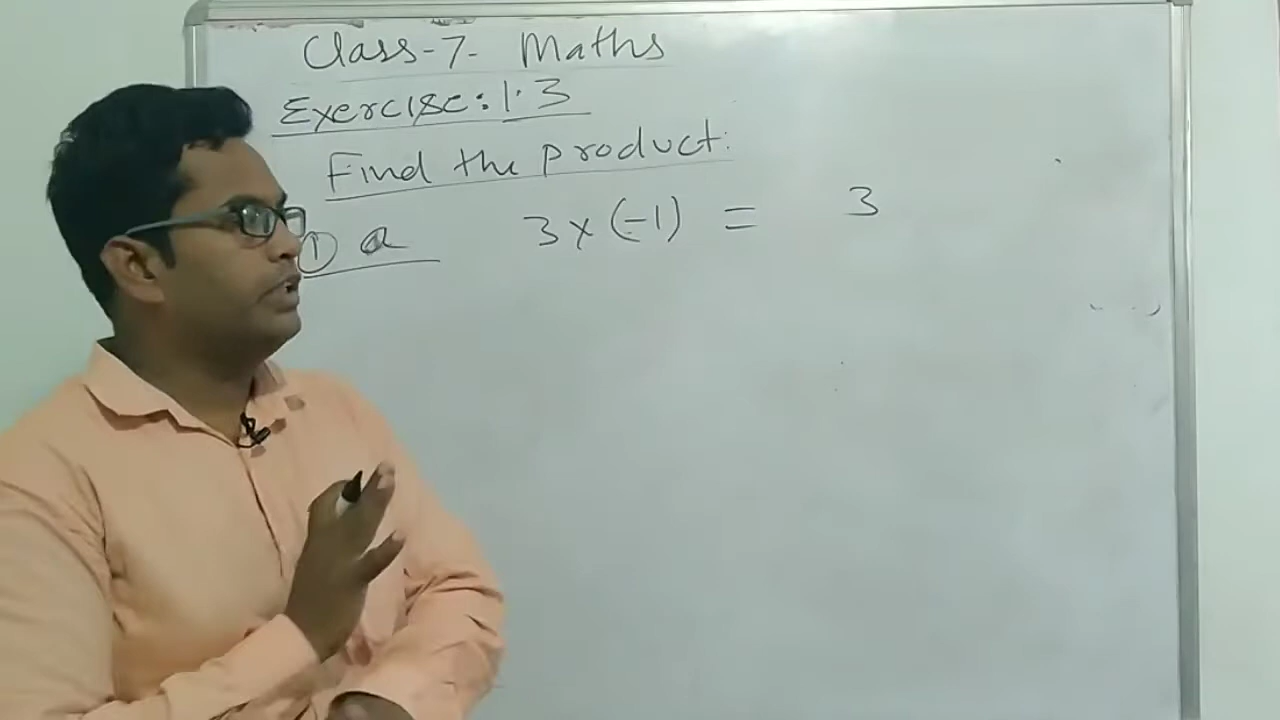 Class-7- Maths
Exercise: 1.3
Find the product:
① a 3 × (-1) = 3